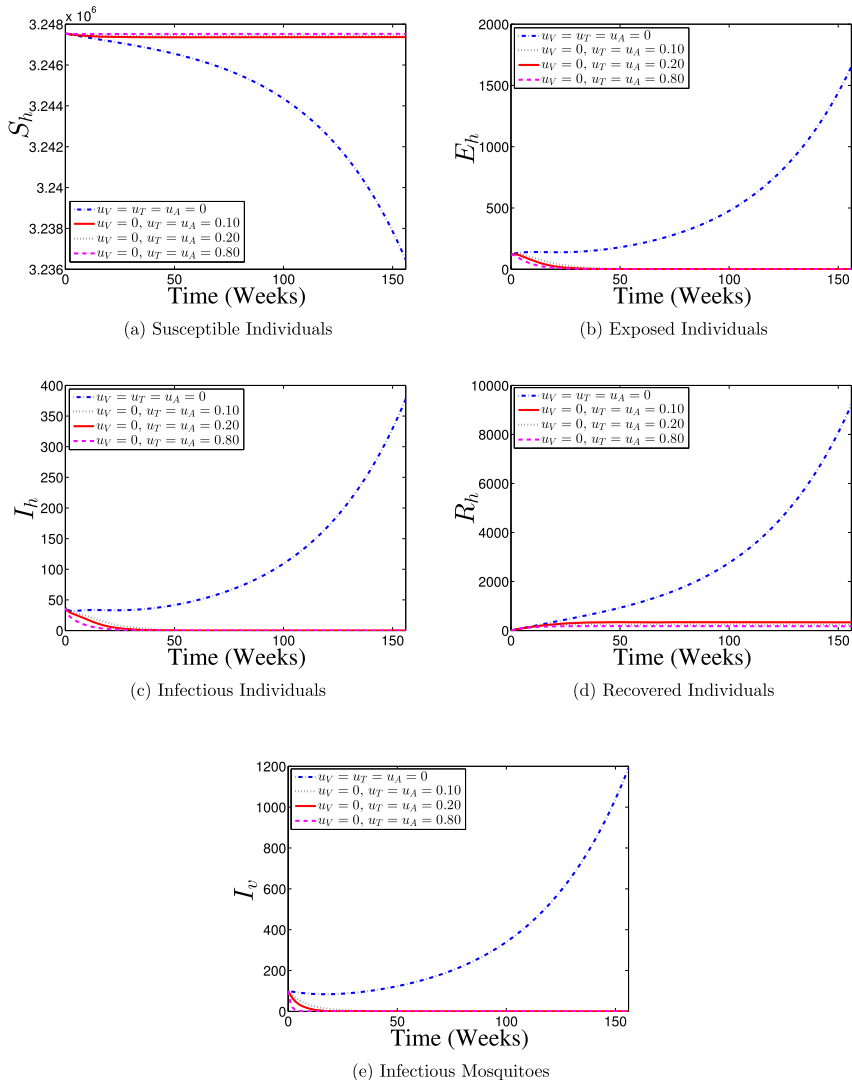 3.248 x 10⁶
3.246
3.244
3.242
3.24
3.238
3.236
S_h
u_V = u_T = u_A = 0
u_V = 0, u_T = u_A = 0.10
u_V = 0, u_T = u_A = 0.20
u_V = 0, u_T = u_A = 0.80
0 50 100 150
Time (Weeks)
(a) Susceptible Individuals
2000
1500
1000
500
0
E_h
u_V = u_T = u_A = 0
u_V = 0, u_T = u_A = 0.10
u_V = 0, u_T = u_A = 0.20
u_V = 0, u_T = u_A = 0.80
0 50 100 150
Time (Weeks)
(b) Exposed Individuals
400
350
300
250
200
150
100
50
0
I_h
u_V = u_T = u_A = 0
u_V = 0, u_T = u_A = 0.10
u_V = 0, u_T = u_A = 0.20
u_V = 0, u_T = u_A = 0.80
0 50 100 150
Time (Weeks)
(c) Infectious Individuals
10000
8000
6000
4000
2000
0
R_h
u_V = u_T = u_A = 0
u_V = 0, u_T = u_A = 0.10
u_V = 0, u_T = u_A = 0.20
u_V = 0, u_T = u_A = 0.80
0 50 100 150
Time (Weeks)
(d) Recovered Individuals
1200
1000
800
600
400
200
0
I_v
u_V = u_T = u_A = 0
u_V = 0, u_T = u_A = 0.10
u_V = 0, u_T = u_A = 0.20
u_V = 0, u_T = u_A = 0.80
0 50 100 150
Time (Weeks)
(e) Infectious Mosquitoes